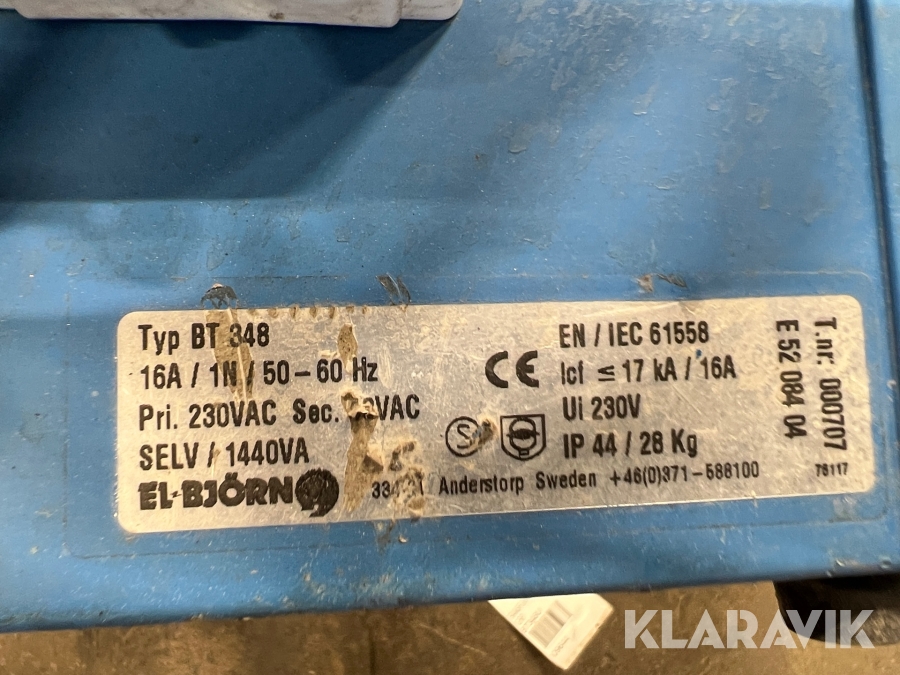 Typ BT 348
16A / 1N / 50 – 60 Hz
Pri. 230VAC Sec.
SELV / 1440VA
EL-BJÖRN
CE
S
EN / IEC 61558
Icf ≤ 17 kA / 16A
Ui 230V
IP 44 / 28 Kg
Anderstorp Sweden +46(0)371-588100
T.nr: 000707
E 52 084 04
76117
KLARAVIK